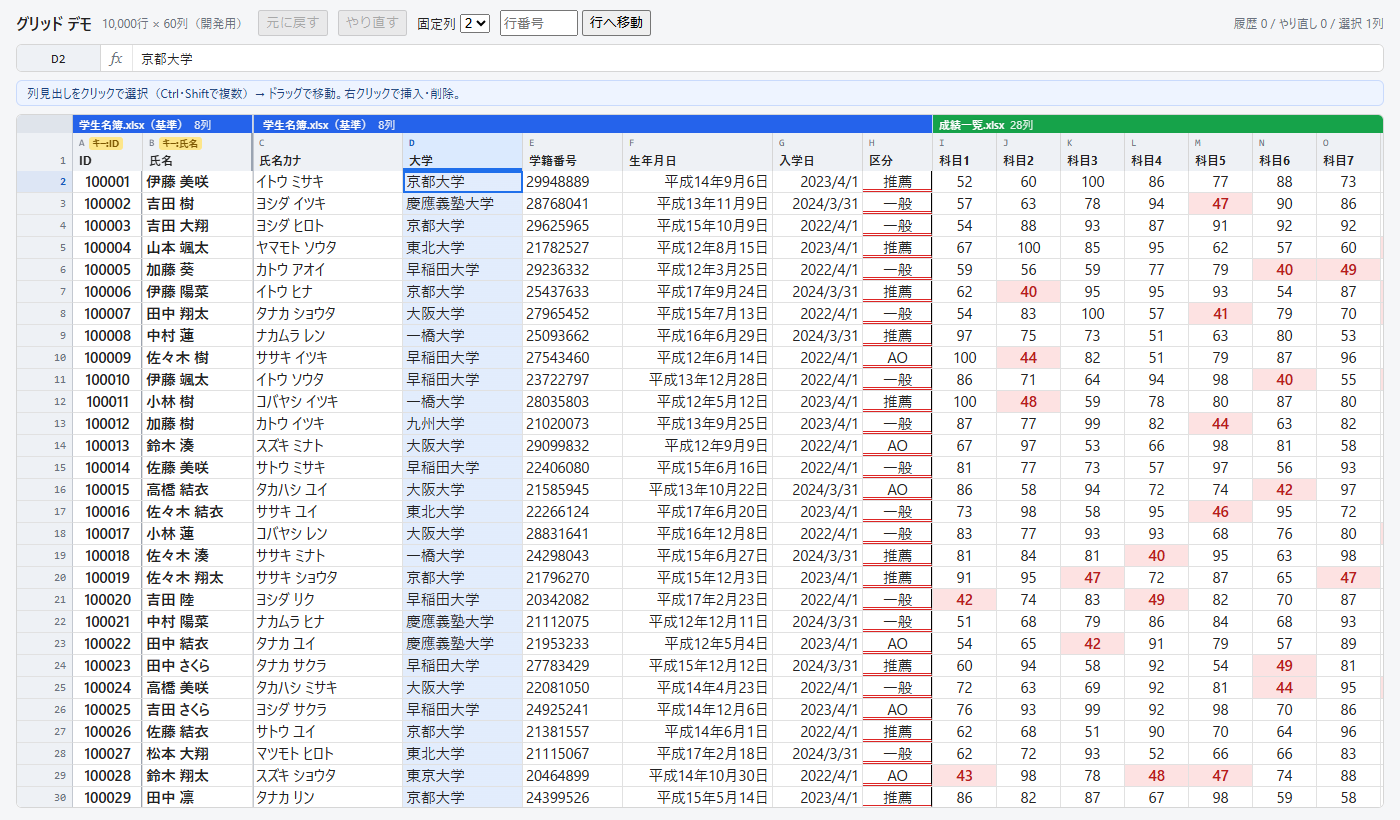 グリッド デモ 10,000行 × 60列（開発用） 元に戻す やり直す 固定列 2 行番号 行へ移動 履歴 0 / やり直し 0 / 選択 1列
D2 fx 京都大学
列見出しをクリックで選択（Ctrl・Shiftで複数）→ ドラッグで移動。右クリックで挿入・削除。
学生名簿.xlsx（基準） 8列 学生名簿.xlsx（基準） 8列 成績一覧.xlsx 28列
A キー:ID B キー:氏名 C D E F G H I J K L M N O
1 ID 氏名 氏名カナ 大学 学籍番号 生年月日 入学日 区分 科目1 科目2 科目3 科目4 科目5 科目6 科目7
2 100001 伊藤 美咲 イトウ ミサキ 京都大学 29948889 平成14年9月6日 2023/4/1 推薦 52 60 100 86 77 88 73
3 100002 吉田 樹 ヨシダ イツキ 慶應義塾大学 28768041 平成13年11月9日 2024/3/31 一般 57 63 78 94 47 90 86
4 100003 吉田 大翔 ヨシダ ヒロト 京都大学 29625965 平成15年10月9日 2022/4/1 一般 54 88 93 87 91 92 92
5 100004 山本 颯太 ヤマモト ソウタ 東北大学 21782527 平成12年8月15日 2023/4/1 推薦 67 100 85 95 62 57 60
6 100005 加藤 葵 カトウ アオイ 早稲田大学 29236332 平成12年3月25日 2022/4/1 一般 59 56 59 77 79 40 49
7 100006 伊藤 陽菜 イトウ ヒナ 京都大学 25437633 平成17年9月24日 2024/3/31 推薦 62 40 95 95 93 54 87
8 100007 田中 翔太 タナカ ショウタ 大阪大学 27965452 平成15年7月13日 2022/4/1 一般 54 83 100 57 41 79 70
9 100008 中村 蓮 ナカムラ レン 一橋大学 25093662 平成16年6月29日 2024/3/31 推薦 97 75 73 51 63 80 53
10 100009 佐々木 樹 ササキ イツキ 早稲田大学 27543460 平成12年6月14日 2022/4/1 AO 100 44 82 51 79 87 96
11 100010 伊藤 颯太 イトウ ソウタ 早稲田大学 23722797 平成13年12月28日 2022/4/1 一般 86 71 64 94 98 40 55
12 100011 小林 樹 コバヤシ イツキ 一橋大学 28035803 平成12年5月12日 2023/4/1 推薦 100 48 59 78 80 87 80
13 100012 加藤 樹 カトウ イツキ 九州大学 21020073 平成13年9月25日 2023/4/1 一般 87 77 99 82 44 63 82
14 100013 鈴木 湊 スズキ ミナト 大阪大学 29099832 平成12年9月9日 2022/4/1 AO 67 97 53 66 98 81 58
15 100014 佐藤 美咲 サトウ ミサキ 早稲田大学 22406080 平成15年6月16日 2022/4/1 一般 81 77 73 57 97 56 93
16 100015 高橋 結衣 タカハシ ユイ 大阪大学 21585945 平成13年10月22日 2024/3/31 AO 86 58 94 72 74 42 97
17 100016 佐々木 結衣 ササキ ユイ 東北大学 22266124 平成17年6月20日 2023/4/1 一般 73 98 58 95 46 95 72
18 100017 小林 蓮 コバヤシ レン 大阪大学 28831641 平成16年12月8日 2022/4/1 一般 83 77 93 93 68 76 80
19 100018 佐々木 湊 ササキ ミナト 一橋大学 24298043 平成15年6月27日 2024/3/31 推薦 81 84 81 40 95 63 98
20 100019 佐々木 翔太 ササキ ショウタ 京都大学 21796270 平成15年12月3日 2023/4/1 推薦 91 95 47 72 87 65 47
21 100020 吉田 陸 ヨシダ リク 早稲田大学 20342082 平成17年2月23日 2022/4/1 一般 42 74 83 49 82 70 87
22 100021 中村 陽菜 ナカムラ ヒナ 慶應義塾大学 21112075 平成12年12月11日 2024/3/31 一般 51 68 79 86 84 68 93
23 100022 田中 結衣 タナカ ユイ 慶應義塾大学 21953233 平成12年5月4日 2023/4/1 AO 54 65 42 91 79 57 89
24 100023 田中 さくら タナカ サクラ 早稲田大学 27783429 平成15年12月12日 2024/3/31 推薦 60 94 58 92 54 49 81
25 100024 高橋 美咲 タカハシ ミサキ 大阪大学 22081050 平成14年4月23日 2022/4/1 一般 72 63 69 92 81 44 95
26 100025 吉田 さくら ヨシダ サクラ 早稲田大学 24925241 平成14年12月6日 2022/4/1 AO 76 93 99 92 98 70 86
27 100026 佐藤 結衣 サトウ ユイ 京都大学 21381557 平成14年6月1日 2022/4/1 推薦 62 68 51 90 70 64 96
28 100027 松本 大翔 マツモト ヒロト 東北大学 21115067 平成17年2月18日 2024/3/31 一般 62 72 93 52 66 66 83
29 100028 鈴木 翔太 スズキ ショウタ 東京大学 20464899 平成14年10月30日 2022/4/1 AO 43 98 78 48 47 74 88
30 100029 田中 凛 タナカ リン 京都大学 24399526 平成15年5月14日 2023/4/1 推薦 86 82 87 67 98 59 58